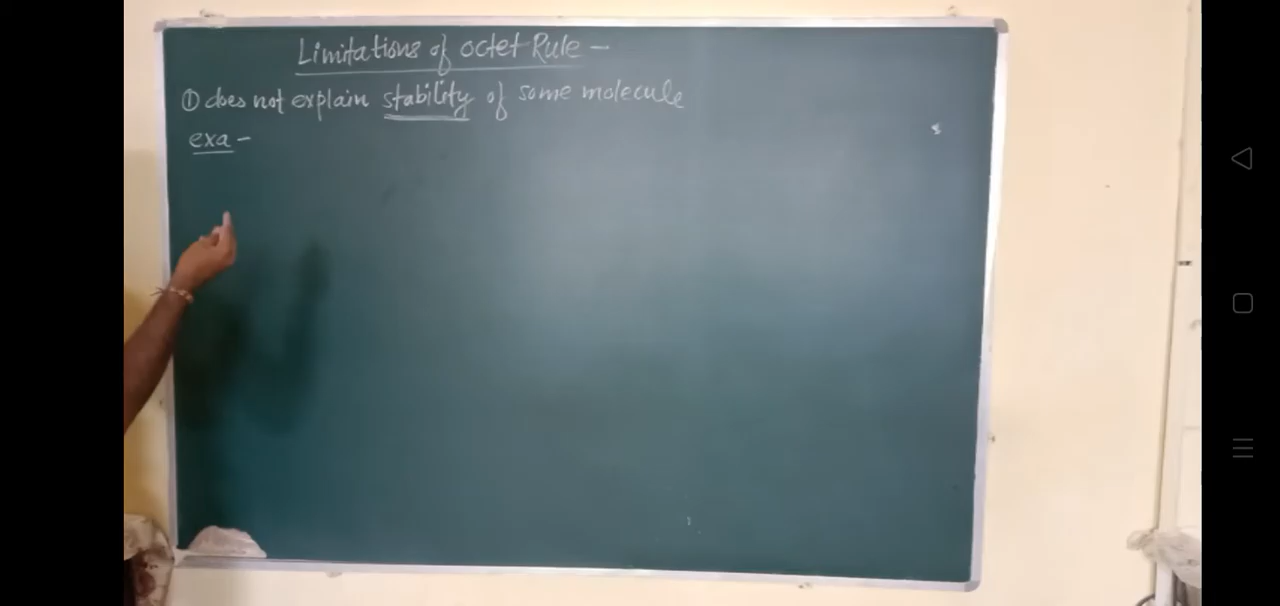 Limitations of octet Rule -
① does not explain stability of some molecule
exa -